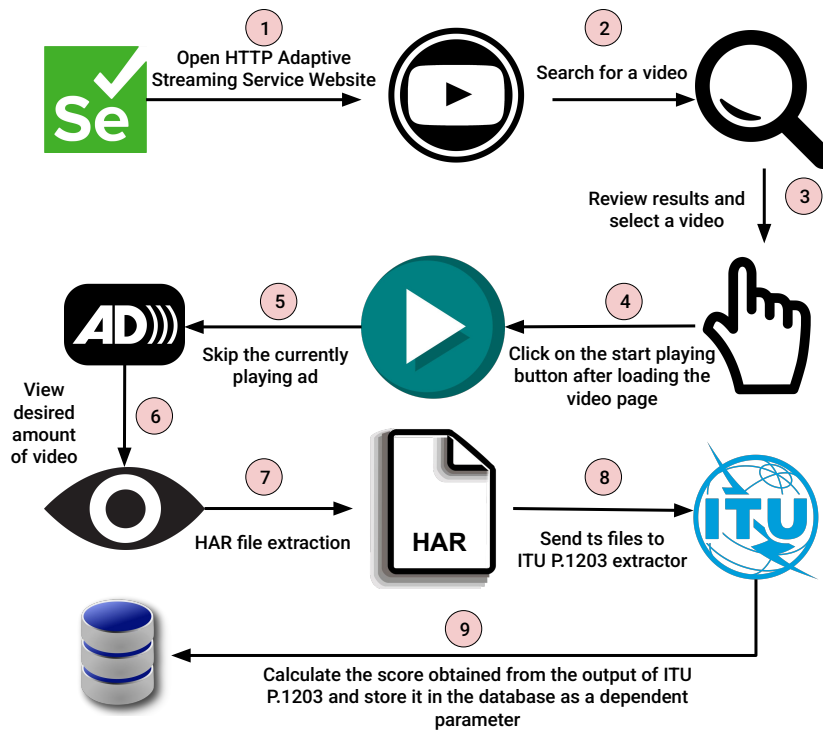 1
Open HTTP Adaptive
Streaming Service Website
Se
2
Search for a video
3
Review results and
select a video
4
Click on the start playing
button after loading the
video page
5
Skip the currently
playing ad
AD
6
View
desired
amount
of video
7
HAR file extraction
HAR
8
Send ts files to
ITU P.1203 extractor
ITU
9
Calculate the score obtained from the output of ITU
P.1203 and store it in the database as a dependent
parameter